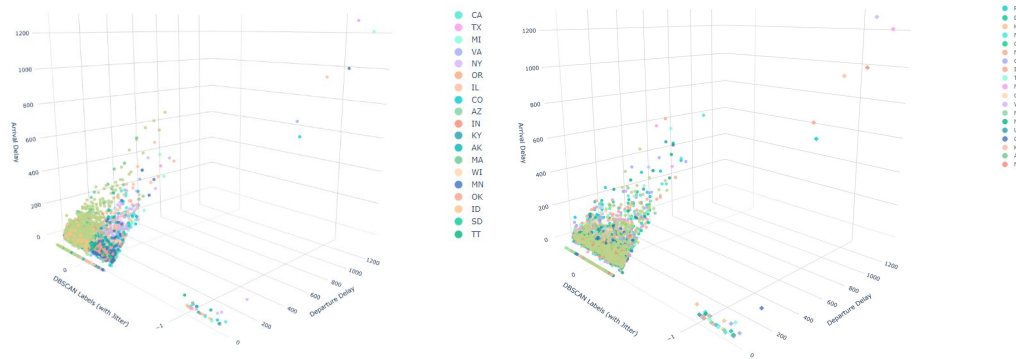 1200
1000
800
600
400
200
0
Arrival Delay
0
−1
DBSCAN Labels (with Jitter)
0
200
400
600
800
1000
1200
Departure Delay
CA
TX
MI
VA
NY
OR
IL
CO
AZ
IN
KY
AK
MA
WI
MN
OK
ID
SD
TT
1200
1000
800
600
400
200
0
Arrival Delay
0
−1
DBSCAN Labels (with Jitter)
0
200
400
600
800
1000
1200
Departure Delay